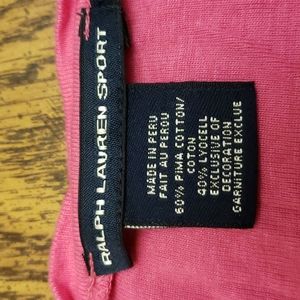 RALPH LAUREN SPORT
MADE IN PERU
FAIT AU PEROU
60% PIMA COTTON/
COTON
40% LYOCELL
EXCLUSIVE OF
DECORATION
GARNITURE EXCLUE